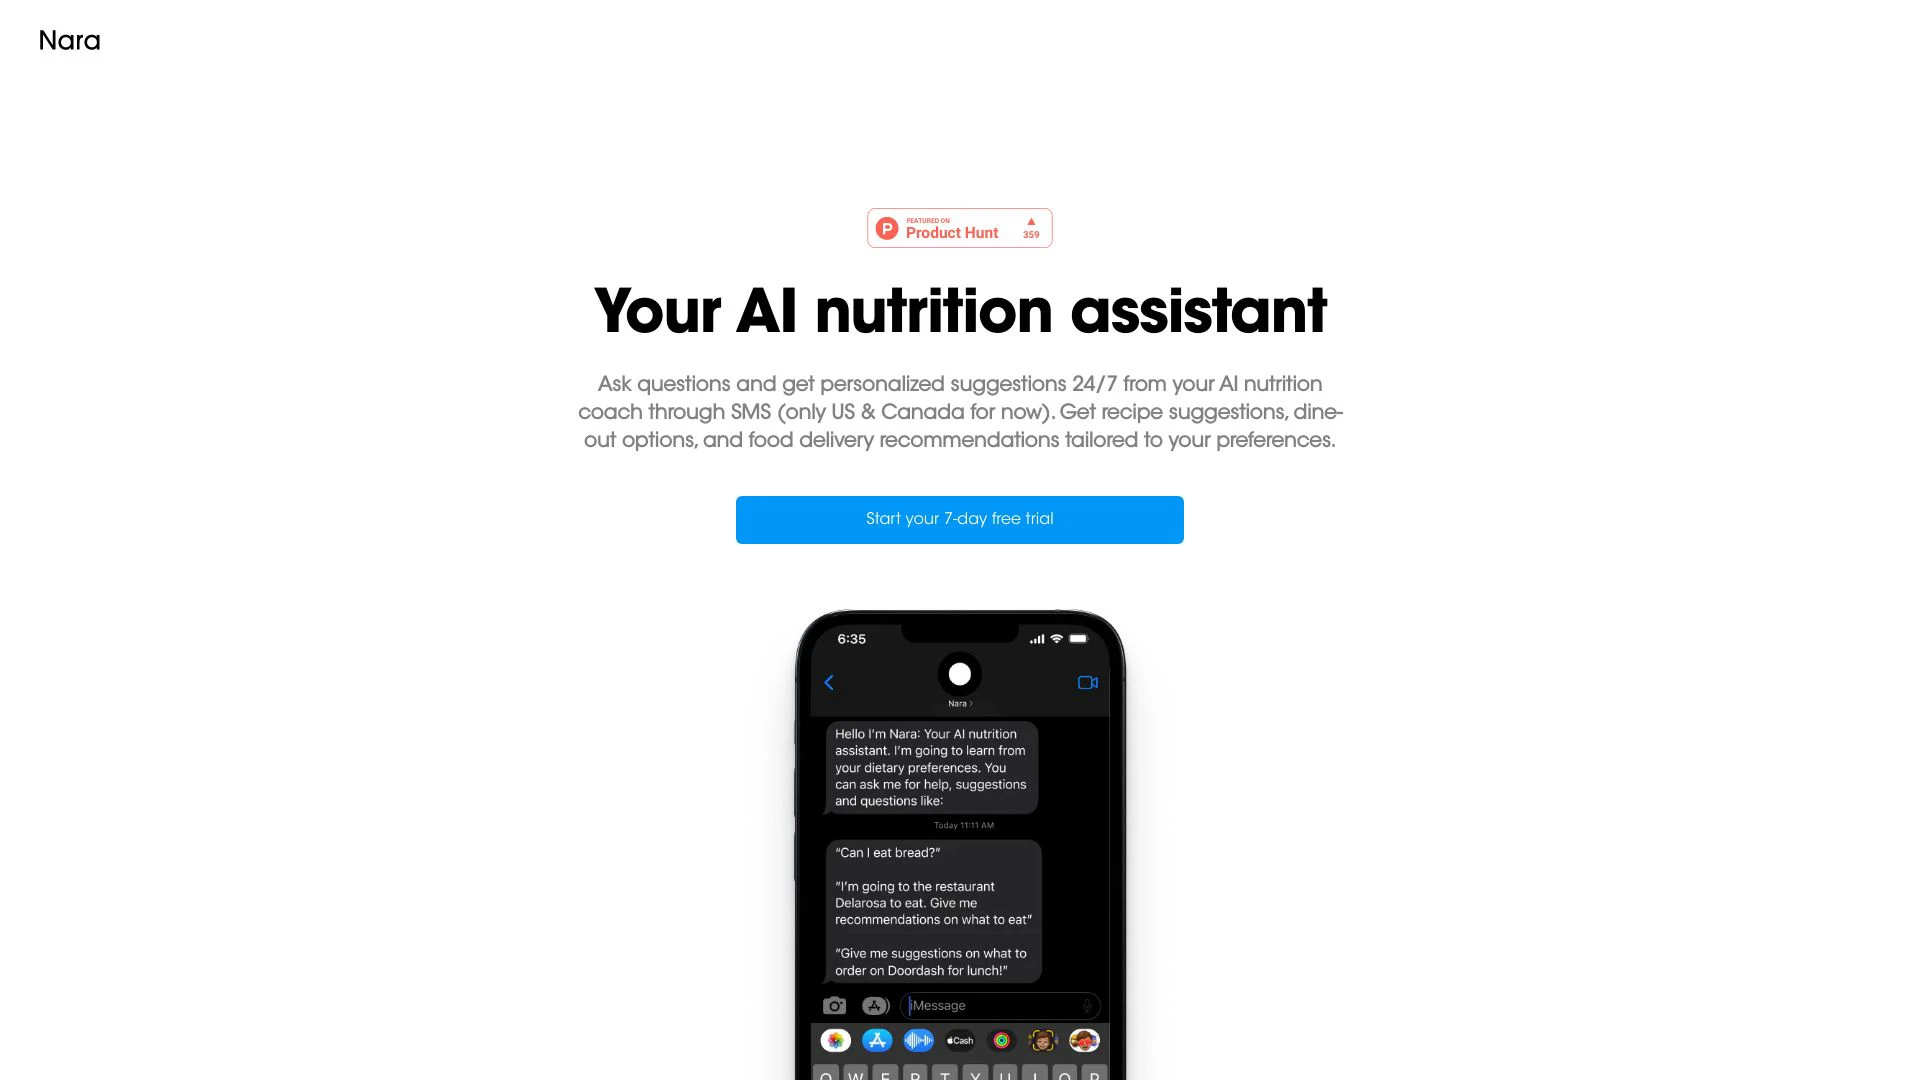 Nara
FEATURED ON
Product Hunt
▲
359
Your AI nutrition assistant
Ask questions and get personalized suggestions 24/7 from your AI nutrition
coach through SMS (only US & Canada for now). Get recipe suggestions, dine-
out options, and food delivery recommendations tailored to your preferences.
Start your 7-day free trial
6:35
Nara >
Hello I'm Nara: Your AI nutrition
assistant. I'm going to learn from
your dietary preferences. You
can ask me for help, suggestions
and questions like:
Today 11:11 AM
"Can I eat bread?"
"I'm going to the restaurant
Delarosa to eat. Give me
recommendations on what to eat"
"Give me suggestions on what to
order on Doordash for lunch!"
iMessage
Cash
Q W E R T Y U I O P